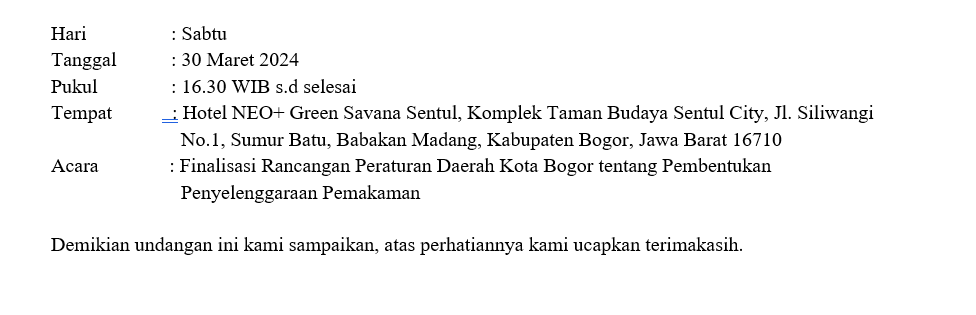 Hari : Sabtu
Tanggal : 30 Maret 2024
Pukul : 16.30 WIB s.d selesai
Tempat : Hotel NEO+ Green Savana Sentul, Komplek Taman Budaya Sentul City, Jl. Siliwangi
No.1, Sumur Batu, Babakan Madang, Kabupaten Bogor, Jawa Barat 16710
Acara : Finalisasi Rancangan Peraturan Daerah Kota Bogor tentang Pembentukan
Penyelenggaraan Pemakaman
Demikian undangan ini kami sampaikan, atas perhatiannya kami ucapkan terimakasih.